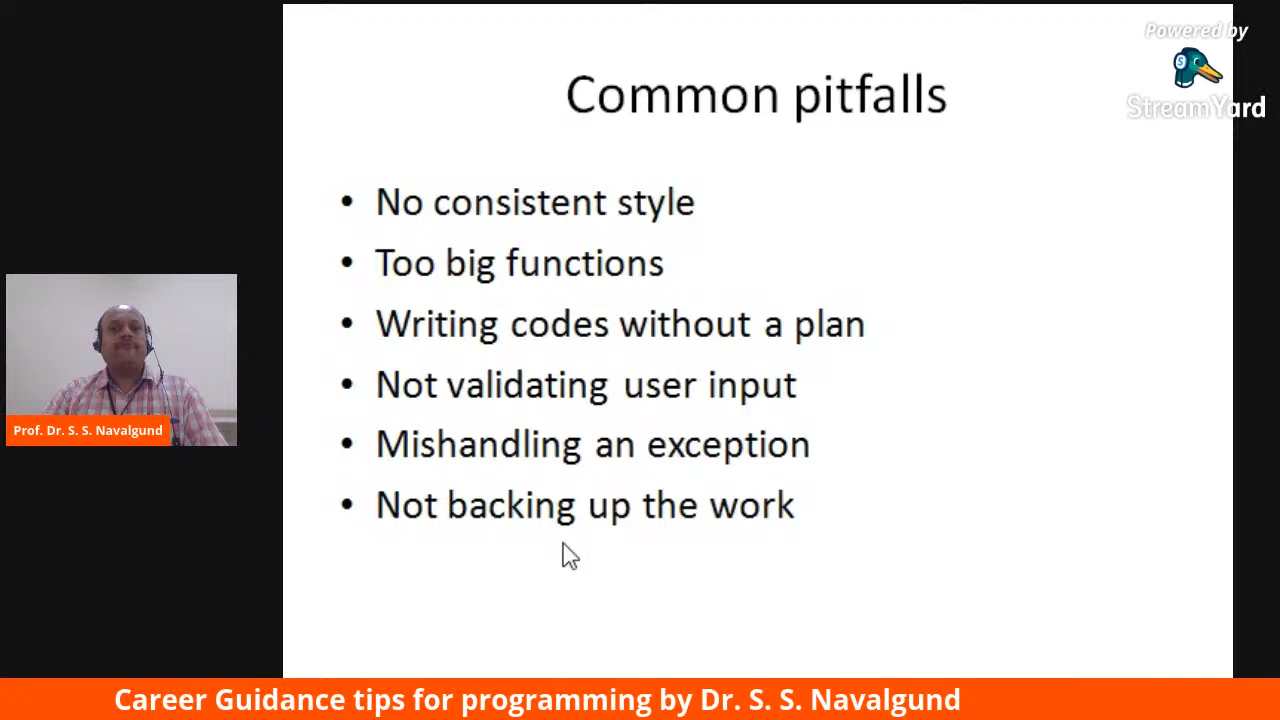 Powered by
StreamYard
Common pitfalls
• No consistent style
• Too big functions
• Writing codes without a plan
• Not validating user input
• Mishandling an exception
• Not backing up the work
Prof. Dr. S. S. Navalgund
Career Guidance tips for programming by Dr. S. S. Navalgund